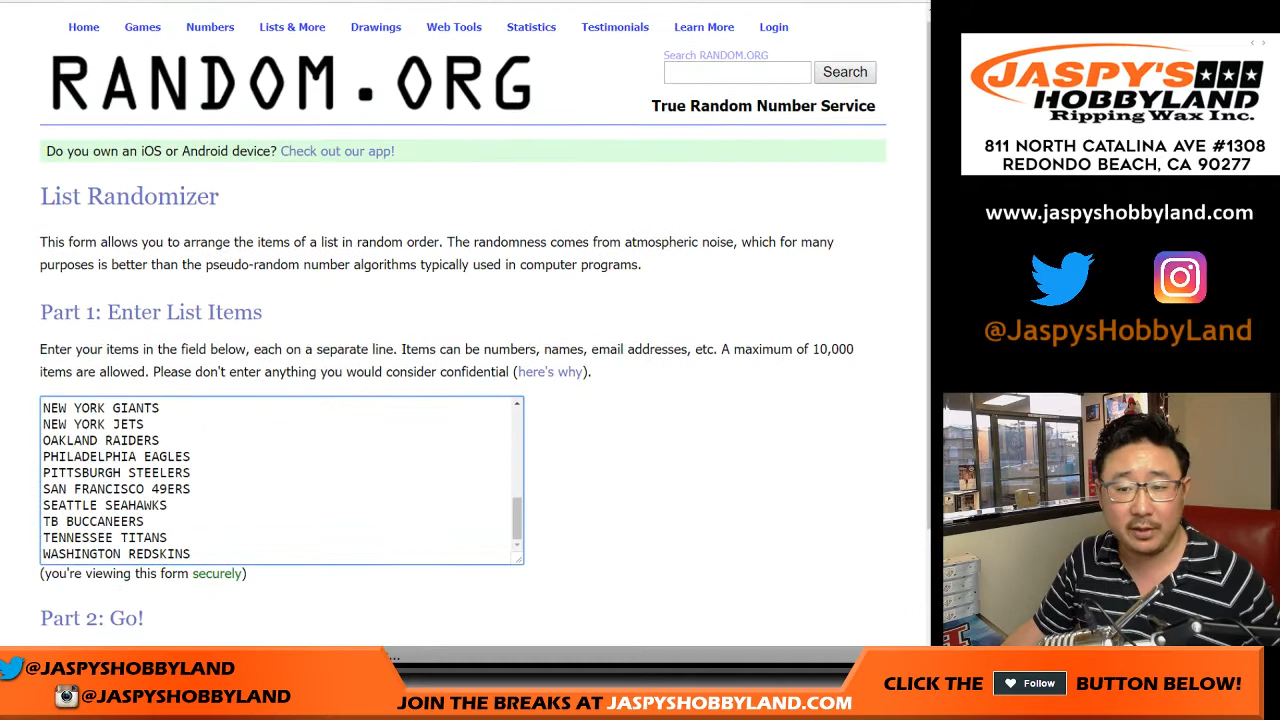 Home Games Numbers Lists & More Drawings Web Tools Statistics Testimonials Learn More Login
RANDOM.ORG
Search RANDOM.ORG
Search
True Random Number Service
Do you own an iOS or Android device? Check out our app!
List Randomizer
This form allows you to arrange the items of a list in random order. The randomness comes from atmospheric noise, which for many
purposes is better than the pseudo-random number algorithms typically used in computer programs.
Part 1: Enter List Items
Enter your items in the field below, each on a separate line. Items can be numbers, names, email addresses, etc. A maximum of 10,000
items are allowed. Please don't enter anything you would consider confidential (here's why).
NEW YORK GIANTS
NEW YORK JETS
OAKLAND RAIDERS
PHILADELPHIA EAGLES
PITTSBURGH STEELERS
SAN FRANCISCO 49ERS
SEATTLE SEAHAWKS
TB BUCCANEERS
TENNESSEE TITANS
WASHINGTON REDSKINS
(you're viewing this form securely)
Part 2: Go!
JASPY'S
HOBBYLAND
Ripping Wax Inc.
811 NORTH CATALINA AVE #1308
REDONDO BEACH, CA 90277
www.jaspyshobbyland.com
@JaspysHobbyLand
@JASPYSHOBBYLAND
@JASPYSHOBBYLAND
JOIN THE BREAKS AT JASPYSHOBBYLAND.COM
CLICK THE Follow BUTTON BELOW!